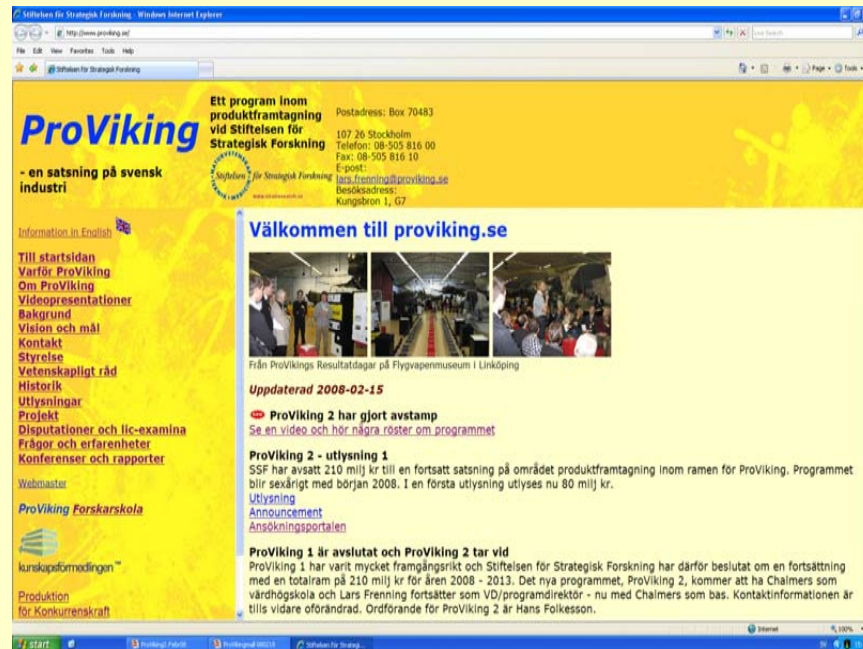 Stiftelsen för Strategisk Forskning - Windows Internet Explorer
http://www.proviking.se/
Live Search
File Edit View Favorites Tools Help
Stiftelsen för Strategisk Forskning
Page Tools
ProViking
- en satsning på svensk
industri
Ett program inom
produktframtagning
vid Stiftelsen för
Strategisk Forskning
Stiftelsen för Strategisk Forskning
Postadress: Box 70483
107 26 Stockholm
Telefon: 08-505 816 00
Fax: 08-505 816 10
E-post:
lars.frenning@proviking.se
Besöksadress:
Kungsbron 1, G7
Information in English
Till startsidan
Varför ProViking
Om ProViking
Videopresentationer
Bakgrund
Vision och mål
Kontakt
Styrelse
Vetenskapligt råd
Historik
Utlysningar
Projekt
Disputationer och lic-examina
Frågor och erfarenheter
Konferenser och rapporter
Webmaster
ProViking Forskarskola
kunskapsförmedlingen™
Produktion
för Konkurrenskraft
Välkommen till proviking.se
Från ProVikings Resultatdagar på Flygvapenmuseum i Linköping
Uppdaterad 2008-02-15
ProViking 2 har gjort avstamp
Se en video och hör några röster om programmet
ProViking 2 - utlysning 1
SSF har avsatt 210 milj kr till en fortsatt satsning på området produktframtagning inom ramen för ProViking. Programmet
blir sexårigt med början 2008. I en första utlysning utlyses nu 80 milj kr.
Utlysning
Announcement
Ansökningsportalen
ProViking 1 är avslutat och ProViking 2 tar vid
ProViking 1 har varit mycket framgångsrikt och Stiftelsen för Strategisk Forskning har därför beslutat om en fortsättning
med en totalram på 210 milj kr för åren 2008 - 2013. Det nya programmet, ProViking 2, kommer att ha Chalmers som
värdhögskola och Lars Frenning fortsätter som VD/programdirektör - nu med Chalmers som bas. Kontaktinformationen är
tills vidare oförändrad. Ordförande för ProViking 2 är Hans Folkesson.
Internet 100%
start
Stiftelsen för Strateg...